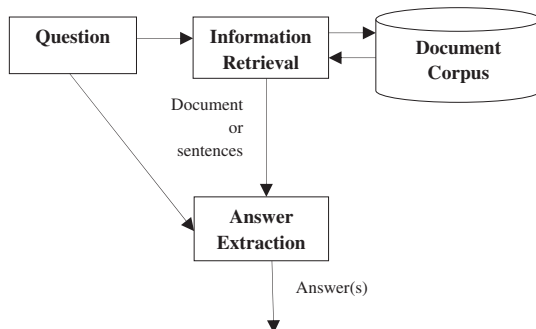 Question
Information
Retrieval
Document
Corpus
Document
or
sentences
Answer
Extraction
Answer(s)